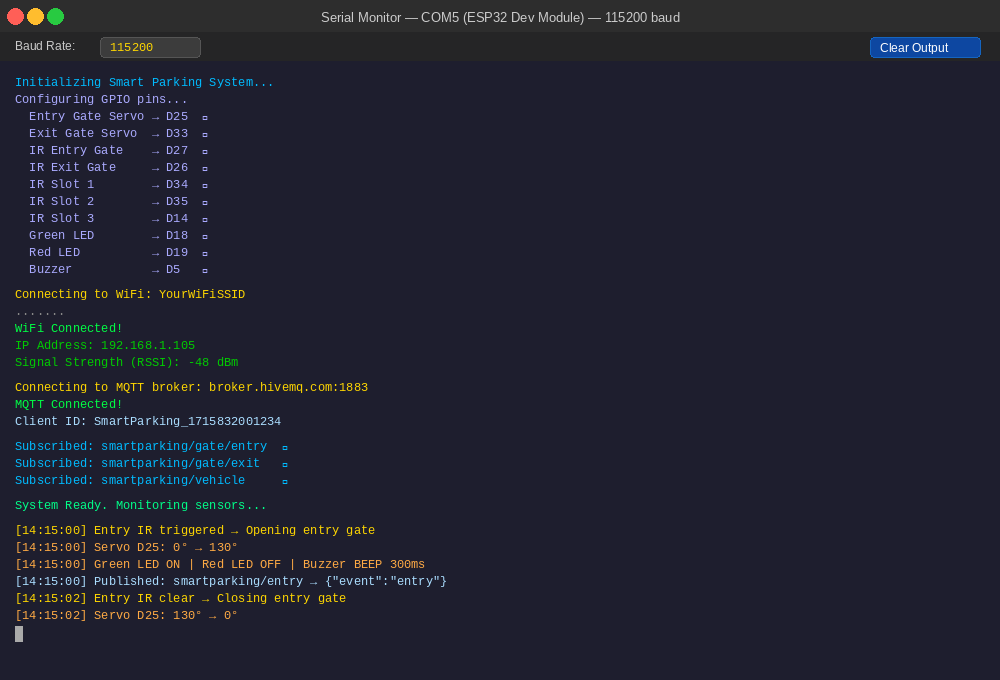 Serial Monitor — COM5 (ESP32 Dev Module) — 115200 baud
Baud Rate: 115200 Clear Output
Initializing Smart Parking System...
Configuring GPIO pins...
Entry Gate Servo → D25 ▫
Exit Gate Servo → D33 ▫
IR Entry Gate → D27 ▫
IR Exit Gate → D26 ▫
IR Slot 1 → D34 ▫
IR Slot 2 → D35 ▫
IR Slot 3 → D14 ▫
Green LED → D18 ▫
Red LED → D19 ▫
Buzzer → D5 ▫
Connecting to WiFi: YourWiFiSSID
.......
WiFi Connected!
IP Address: 192.168.1.105
Signal Strength (RSSI): -48 dBm
Connecting to MQTT broker: broker.hivemq.com:1883
MQTT Connected!
Client ID: SmartParking_1715832001234
Subscribed: smartparking/gate/entry ▫
Subscribed: smartparking/gate/exit ▫
Subscribed: smartparking/vehicle ▫
System Ready. Monitoring sensors...
[14:15:00] Entry IR triggered → Opening entry gate
[14:15:00] Servo D25: 0° → 130°
[14:15:00] Green LED ON | Red LED OFF | Buzzer BEEP 300ms
[14:15:00] Published: smartparking/entry → {"event":"entry"}
[14:15:02] Entry IR clear → Closing entry gate
[14:15:02] Servo D25: 130° → 0°